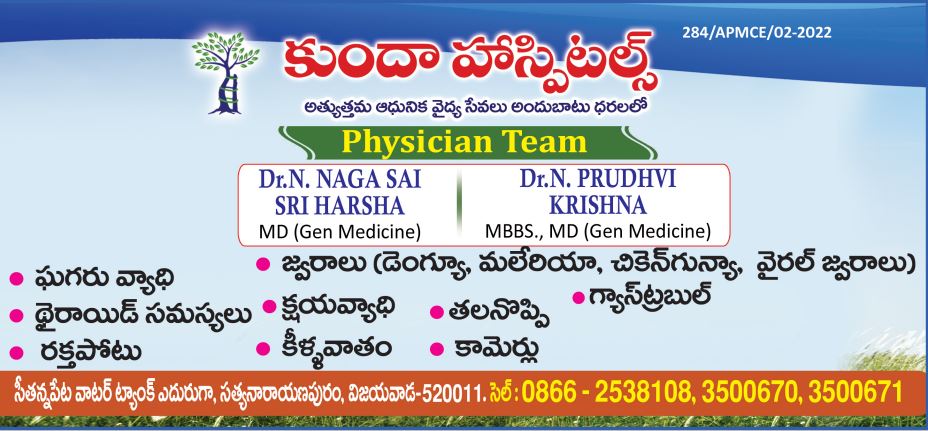 284/APMCE/02-2022
కుందా హాస్పిటల్స్
అత్యుత్తమ ఆధునిక వైద్య సేవలు అందుబాటు ధరలలో
Physician Team
Dr.N. NAGA SAI
SRI HARSHA
MD (Gen Medicine)
Dr.N. PRUDHVI
KRISHNA
MBBS., MD (Gen Medicine)
• ఘగరు వ్యాధి
• థైరాయిడ్ సమస్యలు
• రక్తపోటు
• జ్వరాలు (డెంగ్యూ, మలేరియా, చికెన్‌గున్యా, వైరల్ జ్వరాలు)
• క్షయవ్యాధి
• కీళ్ళవాతం
• తలనొప్పి
• కామెర్లు
• గ్యాస్‌ట్రబుల్
సీతన్నపేట వాటర్ ట్యాంక్ ఎదురుగా, సత్యనారాయణపురం, విజయవాడ-520011. సెల్ : 0866 - 2538108, 3500670, 3500671